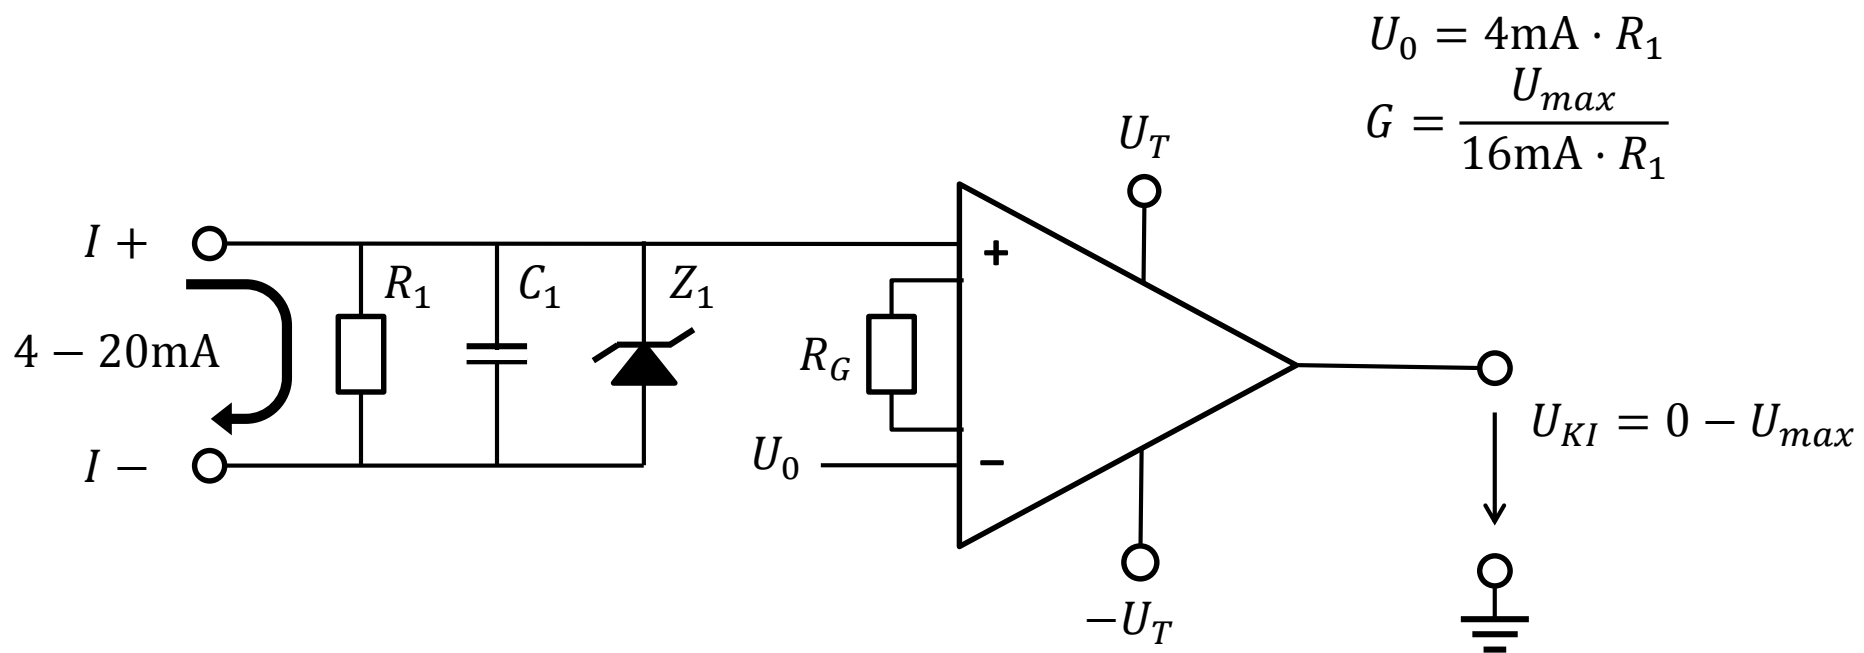 U_0 = 4mA · R_1
G = U_max / 16mA · R_1
U_T
I +
R_1
C_1
Z_1
+
4 − 20mA
R_G
U_KI = 0 − U_max
U_0
−
I −
−U_T